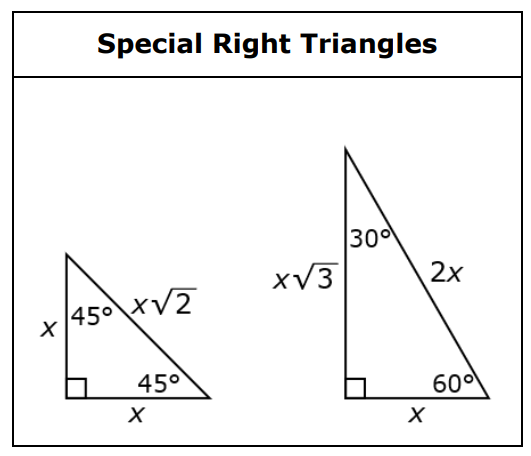 Special Right Triangles
x
45°
x√2
45°
x
x√3
30°
2x
60°
x